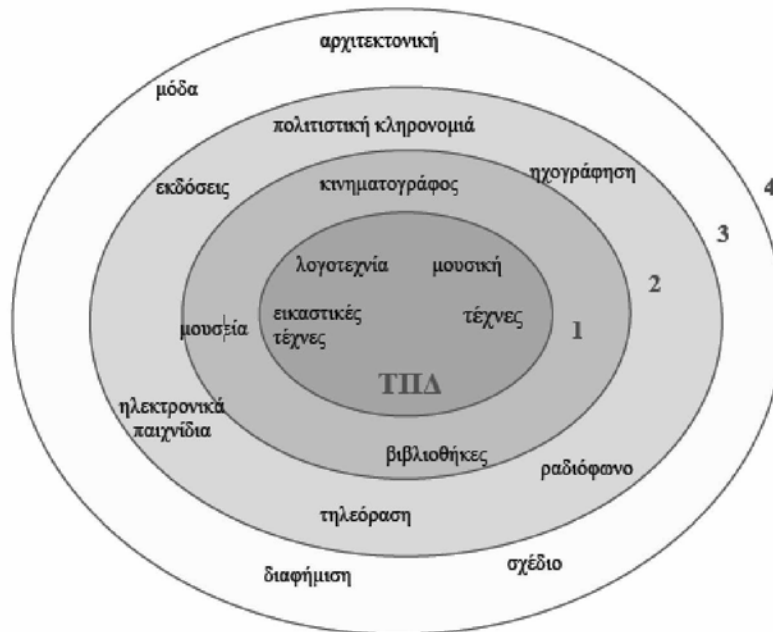 αρχιτεκτονική
μόδα
πολιτιστική κληρονομιά
εκδόσεις
κινηματογράφος
ηχογράφηση
4
3
λογοτεχνία
μουσική
2
μουσεία
εικαστικές
τέχνες
τέχνες
1
ΤΠΔ
ηλεκτρονικά
παιχνίδια
βιβλιοθήκες
ραδιόφωνο
τηλεόραση
διαφήμιση
σχέδιο